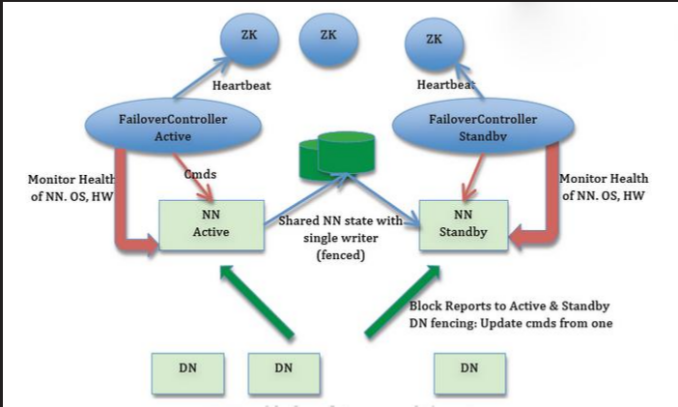 ZK
ZK
ZK
Heartbeat
Heartbeat
FailoverController
Active
FailoverController
Standby
Cmds
Monitor Health
of NN. OS, HW
Monitor Health
of NN. OS, HW
NN
Active
Shared NN state with
single writer
(fenced)
NN
Standby
Block Reports to Active & Standby
DN fencing: Update cmds from one
DN
DN
DN